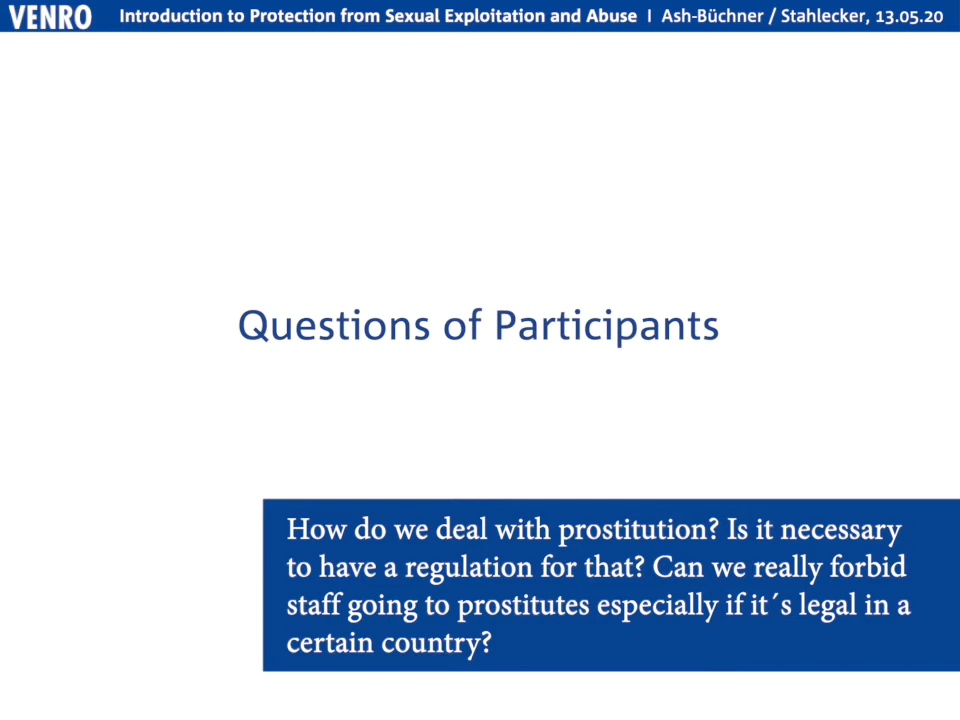 VENRO Introduction to Protection from Sexual Exploitation and Abuse I Ash-Büchner / Stahlecker, 13.05.20
Questions of Participants
How do we deal with prostitution? Is it necessary
to have a regulation for that? Can we really forbid
staff going to prostitutes especially if it´s legal in a
certain country?